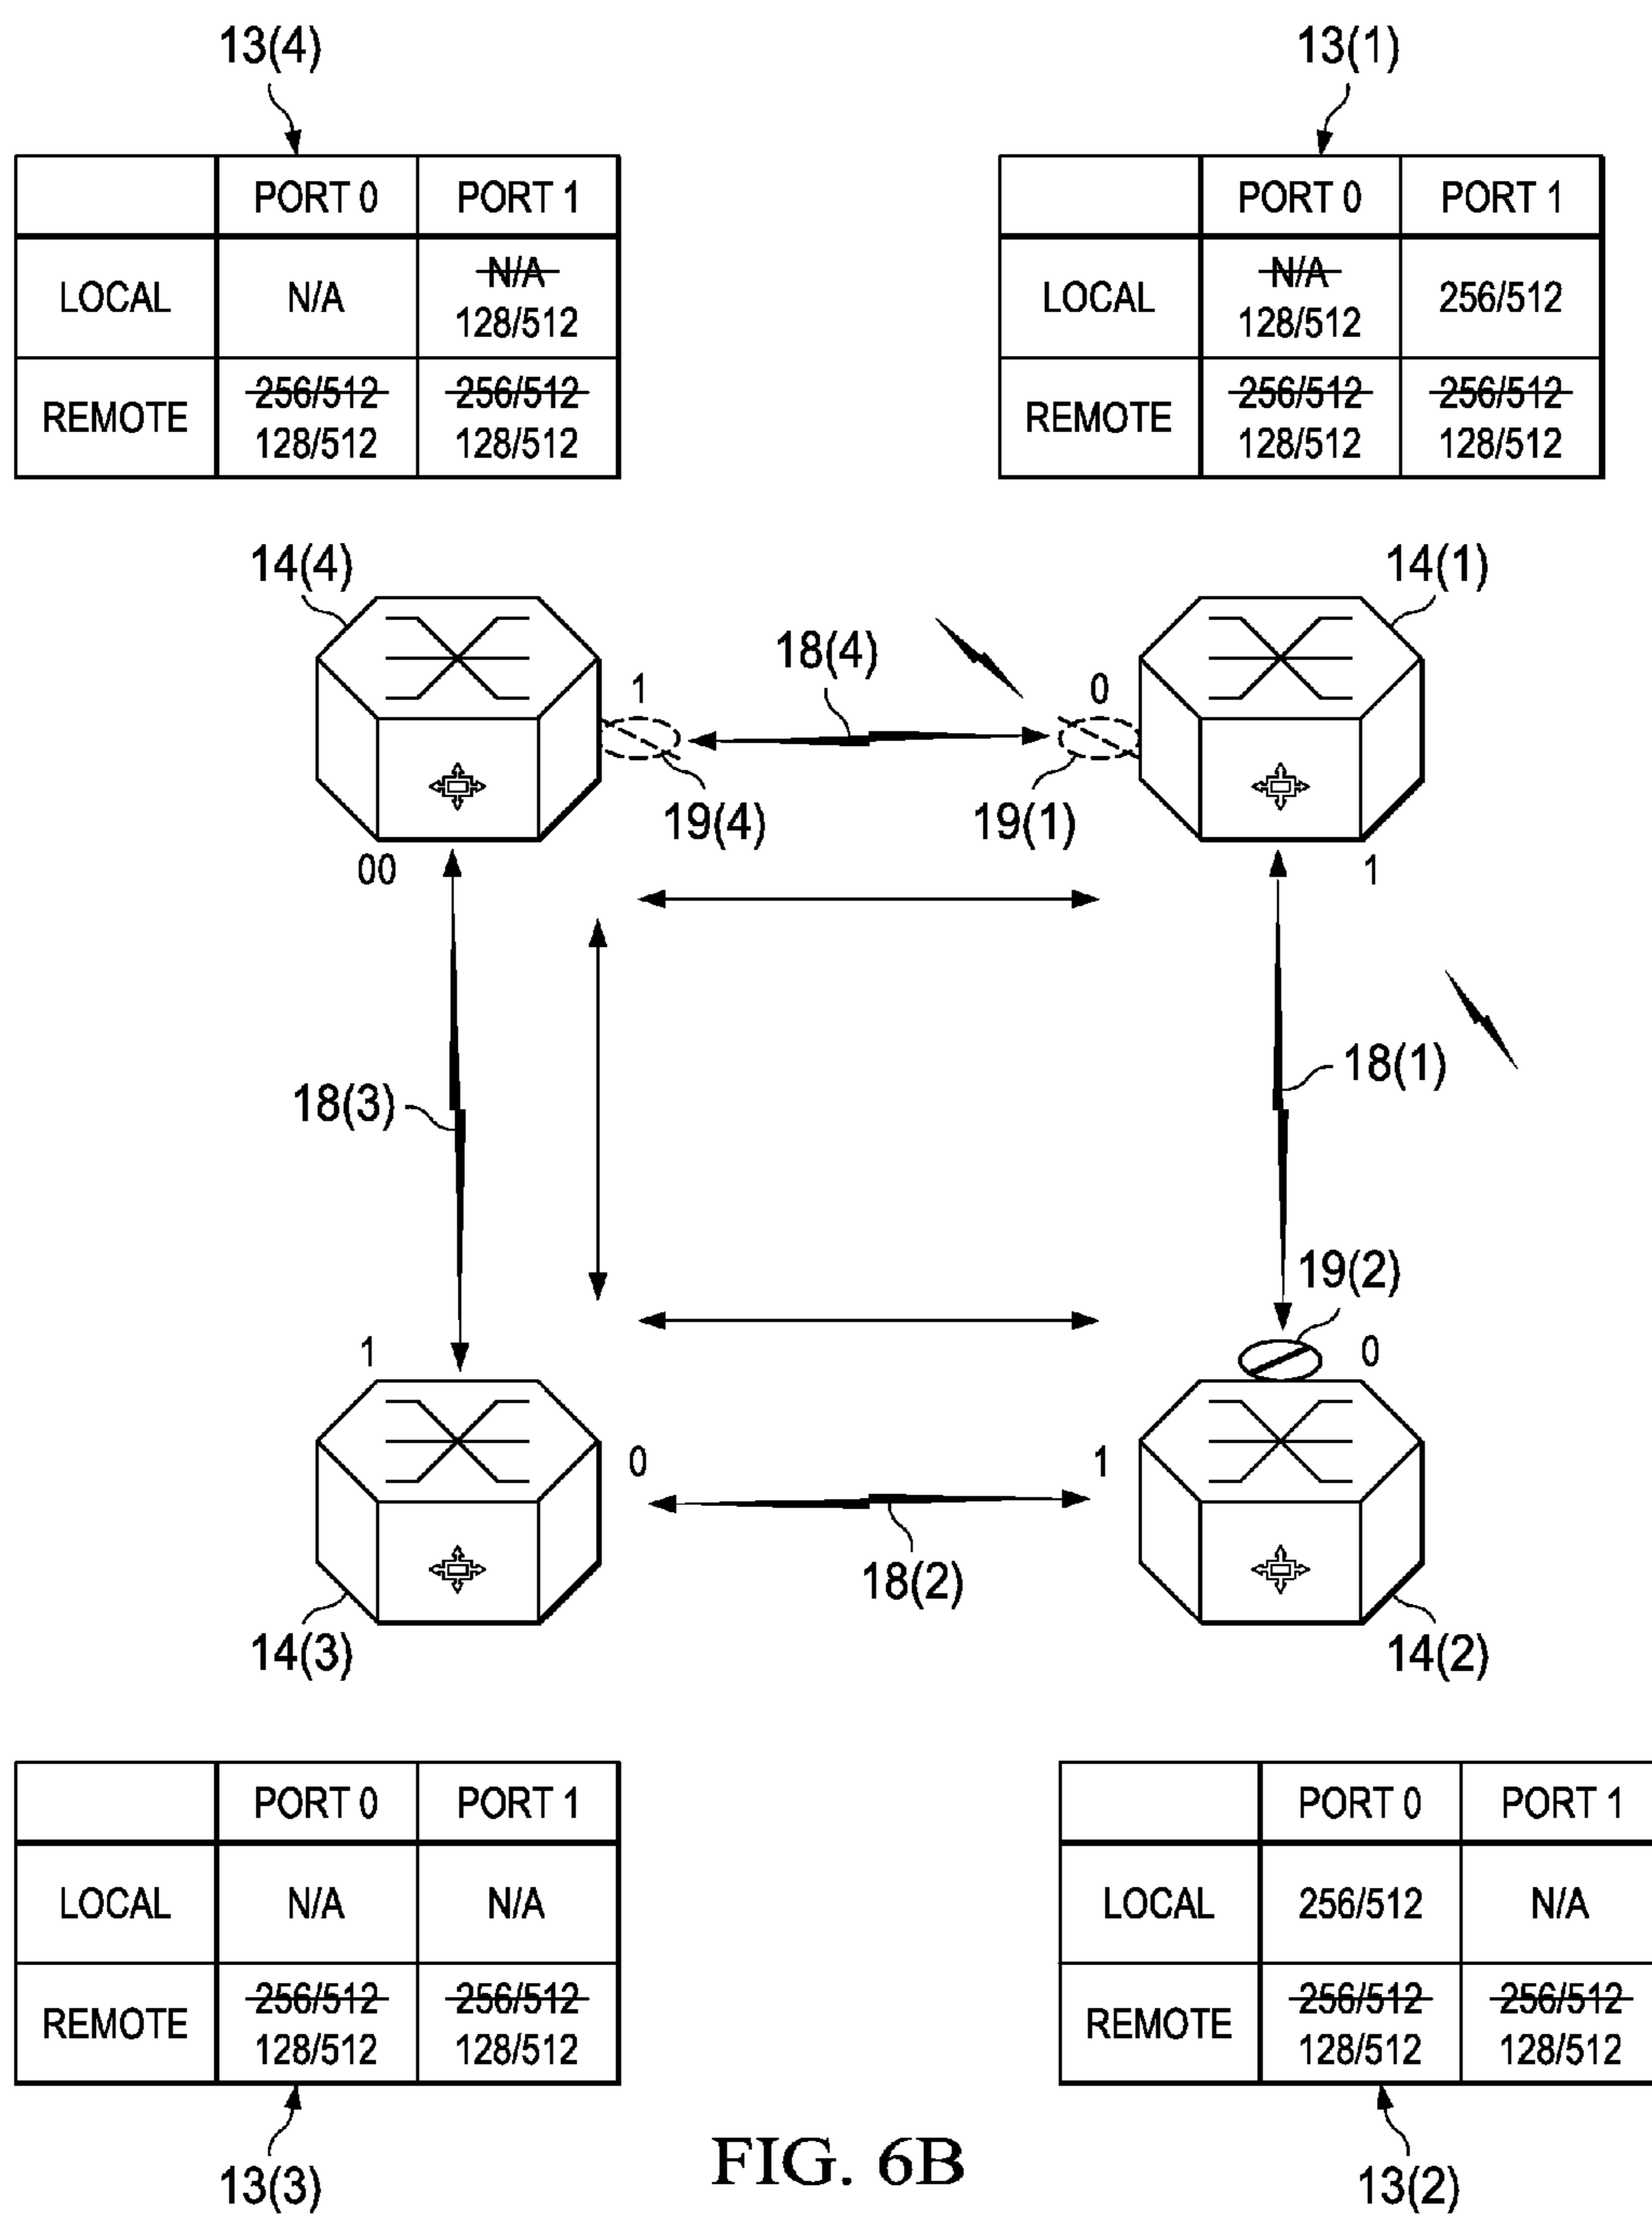 13(4) 13(1)
PORT 0 PORT 1 PORT 0 PORT 1
LOCAL N/A N/A 128/512 LOCAL N/A 128/512 256/512
REMOTE 256/512 128/512 256/512 128/512 REMOTE 256/512 128/512 256/512 128/512
14(4) 14(1)
18(4)
1 0
19(4) 19(1)
00 1
18(3) 18(1)
19(2)
1 0
0 1
18(2)
14(3) 14(2)
PORT 0 PORT 1 PORT 0 PORT 1
LOCAL N/A N/A LOCAL 256/512 N/A
REMOTE 256/512 128/512 256/512 128/512 REMOTE 256/512 128/512 256/512 128/512
13(3) 13(2)
FIG. 6B